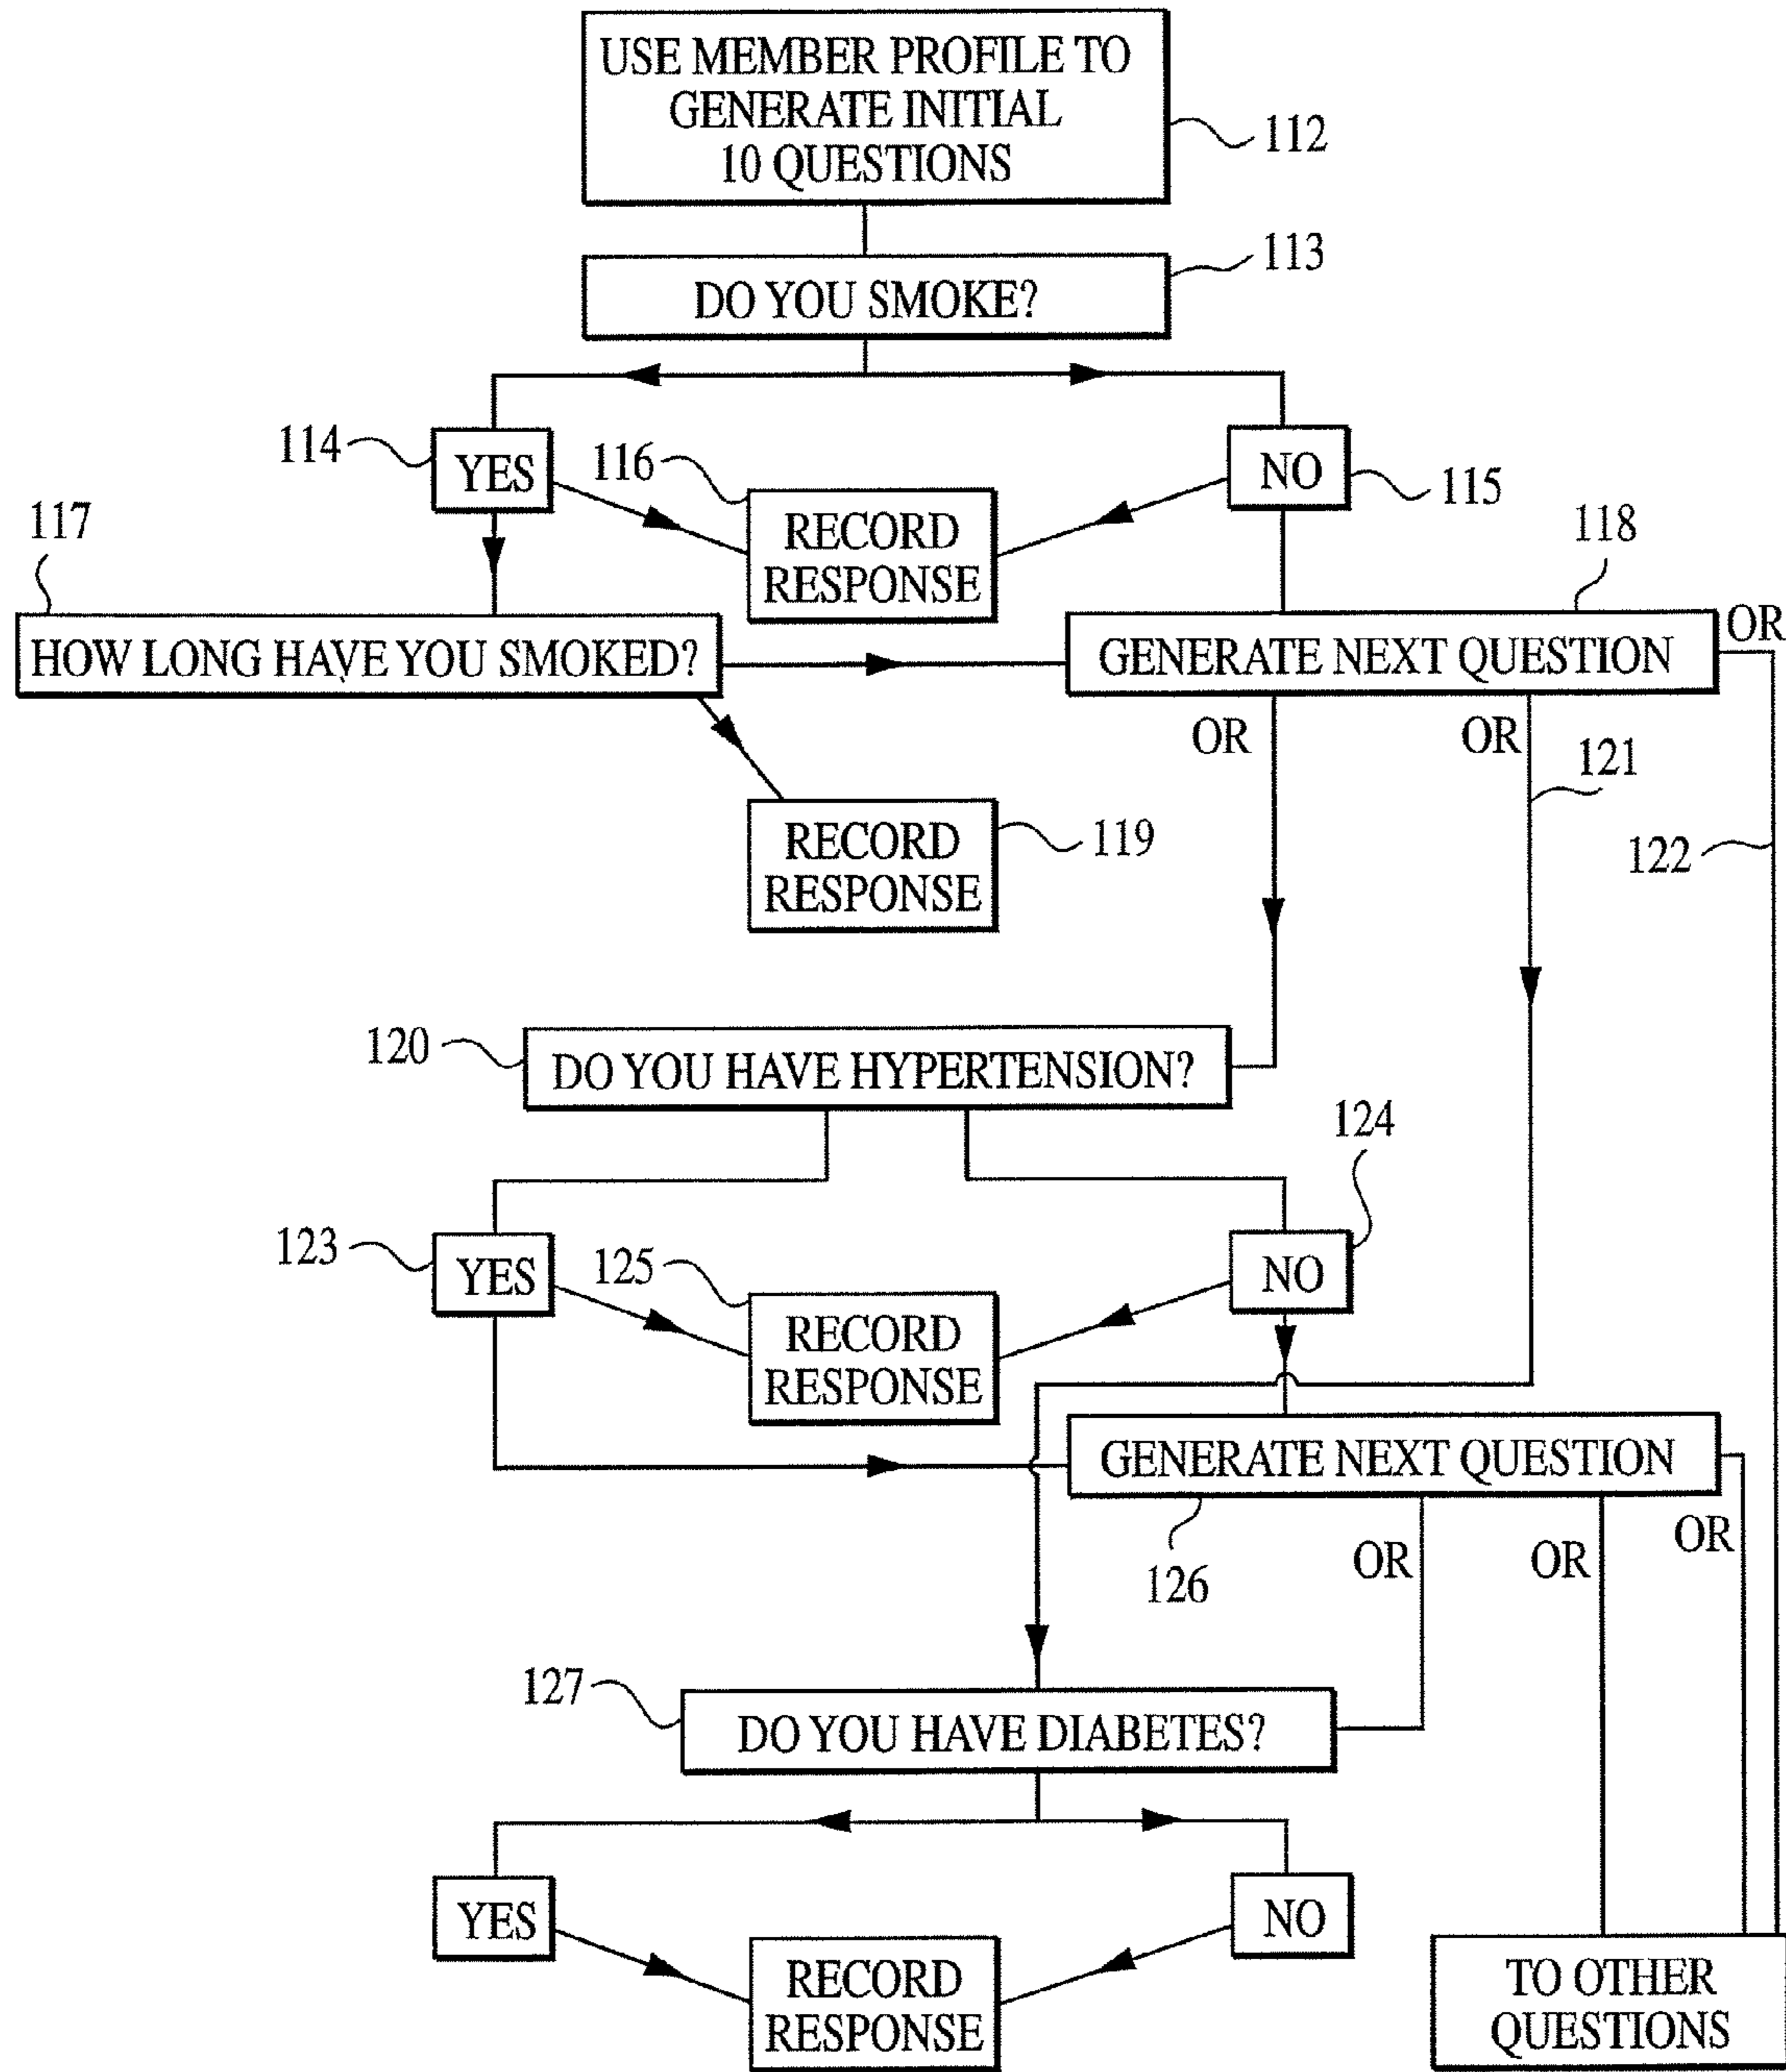 USE MEMBER PROFILE TO
GENERATE INITIAL
10 QUESTIONS
112
DO YOU SMOKE?
113
114
YES
116
RECORD
RESPONSE
NO
115
117
HOW LONG HAVE YOU SMOKED?
118
GENERATE NEXT QUESTION
OR
OR
OR
121
122
RECORD
RESPONSE
119
120
DO YOU HAVE HYPERTENSION?
124
123
YES
125
RECORD
RESPONSE
NO
GENERATE NEXT QUESTION
126
OR
OR
OR
127
DO YOU HAVE DIABETES?
YES
RECORD
RESPONSE
NO
TO OTHER
QUESTIONS